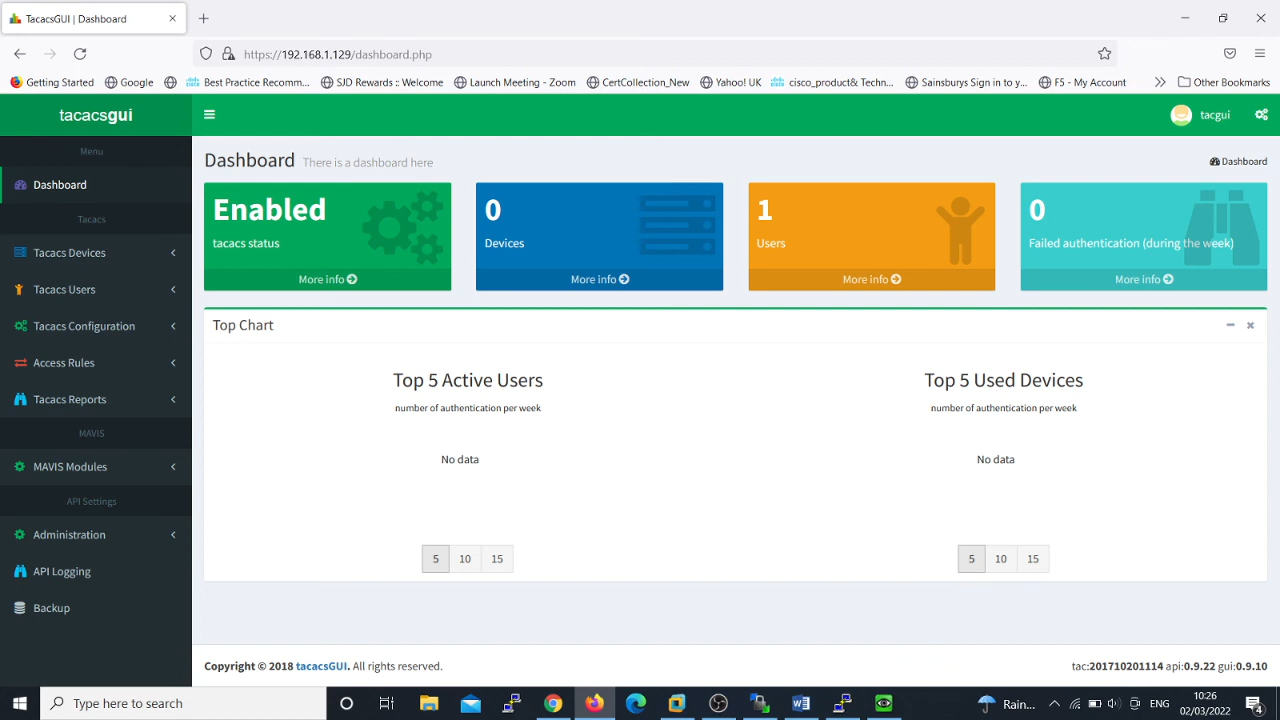 TacacsGUI | Dashboard
https://192.168.1.129/dashboard.php
Getting Started Google Best Practice Recomm... SJD Rewards :: Welcome Launch Meeting - Zoom CertCollection_New Yahoo! UK cisco_product& Techn... Sainsburys Sign in to y... F5 - My Account Other Bookmarks
tacacsgui
tacgui
Menu
Dashboard
Tacacs
Tacacs Devices
Tacacs Users
Tacacs Configuration
Access Rules
Tacacs Reports
MAVIS
MAVIS Modules
API Settings
Administration
API Logging
Backup
Dashboard There is a dashboard here
Dashboard
Enabled
tacacs status
More info
0
Devices
More info
1
Users
More info
0
Failed authentication (during the week)
More info
Top Chart
Top 5 Active Users
number of authentication per week
No data
5 10 15
Top 5 Used Devices
number of authentication per week
No data
5 10 15
Copyright © 2018 tacacsGUI. All rights reserved.
tac:201710201114 api:0.9.22 gui:0.9.10
Type here to search
Rain...
ENG
10:26
02/03/2022
4